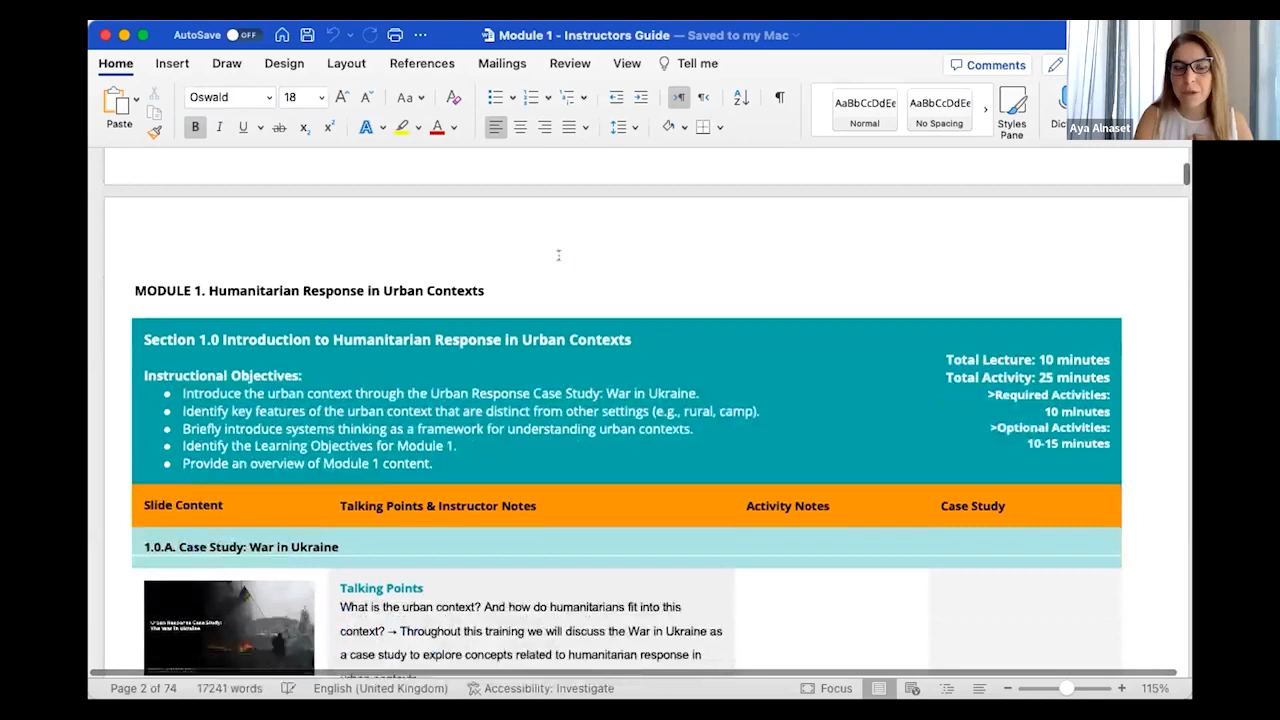 AutoSave OFF
Module 1 - Instructors Guide — Saved to my Mac
Home Insert Draw Design Layout References Mailings Review View Tell me
Comments
Paste
Oswald 18
Aa
AaBbCcDdEe
Normal
AaBbCcDdEe
No Spacing
Styles
Pane
Aya Alnaset
MODULE 1. Humanitarian Response in Urban Contexts
Section 1.0 Introduction to Humanitarian Response in Urban Contexts
Instructional Objectives:
Introduce the urban context through the Urban Response Case Study: War in Ukraine.
Identify key features of the urban context that are distinct from other settings (e.g., rural, camp).
Briefly introduce systems thinking as a framework for understanding urban contexts.
Identify the Learning Objectives for Module 1.
Provide an overview of Module 1 content.
Total Lecture: 10 minutes
Total Activity: 25 minutes
>Required Activities:
10 minutes
>Optional Activities:
10-15 minutes
Slide Content Talking Points & Instructor Notes Activity Notes Case Study
1.0.A. Case Study: War in Ukraine
Urban Response Case Study:
The War in Ukraine
Talking Points
What is the urban context? And how do humanitarians fit into this
context? → Throughout this training we will discuss the War in Ukraine as
a case study to explore concepts related to humanitarian response in
Page 2 of 74 17241 words English (United Kingdom) Accessibility: Investigate Focus 115%